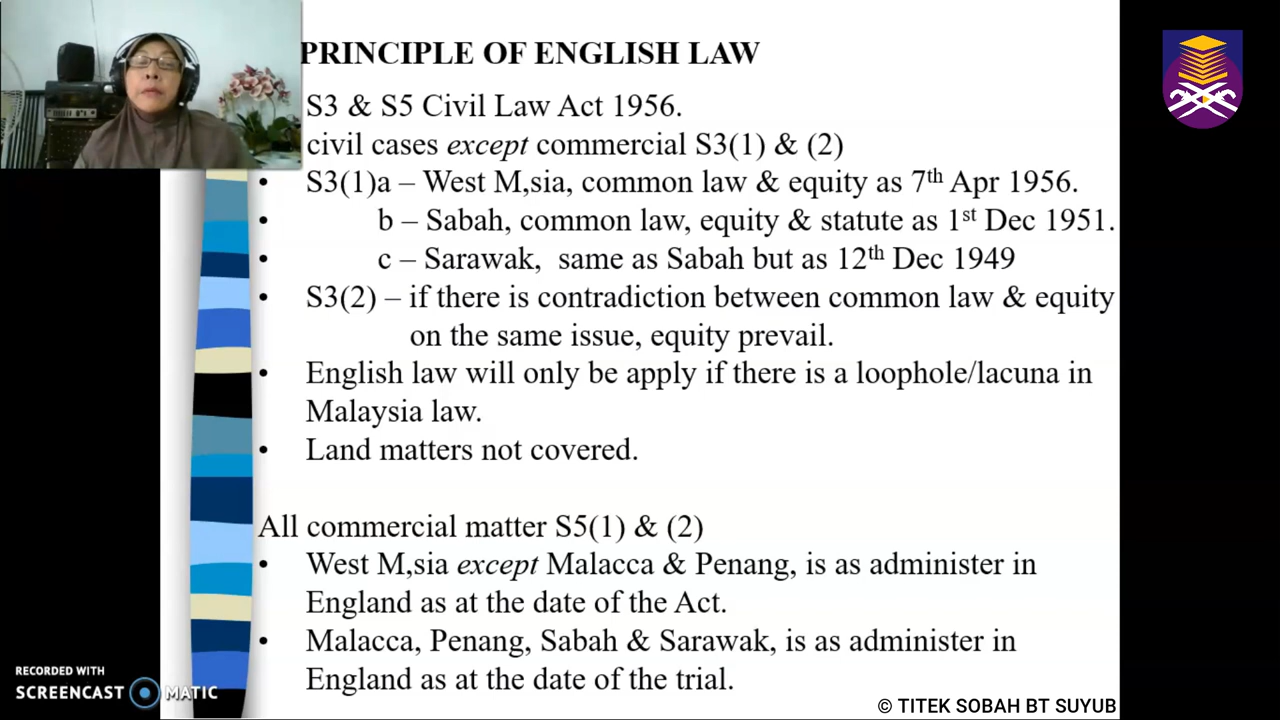 PRINCIPLE OF ENGLISH LAW
S3 & S5 Civil Law Act 1956.
civil cases except commercial S3(1) & (2)
• S3(1)a – West M,sia, common law & equity as 7th Apr 1956.
• b – Sabah, common law, equity & statute as 1st Dec 1951.
• c – Sarawak, same as Sabah but as 12th Dec 1949
• S3(2) – if there is contradiction between common law & equity
on the same issue, equity prevail.
• English law will only be apply if there is a loophole/lacuna in
Malaysia law.
• Land matters not covered.
All commercial matter S5(1) & (2)
• West M,sia except Malacca & Penang, is as administer in
England as at the date of the Act.
• Malacca, Penang, Sabah & Sarawak, is as administer in
England as at the date of the trial.
RECORDED WITH
SCREENCAST MATIC
© TITEK SOBAH BT SUYUB